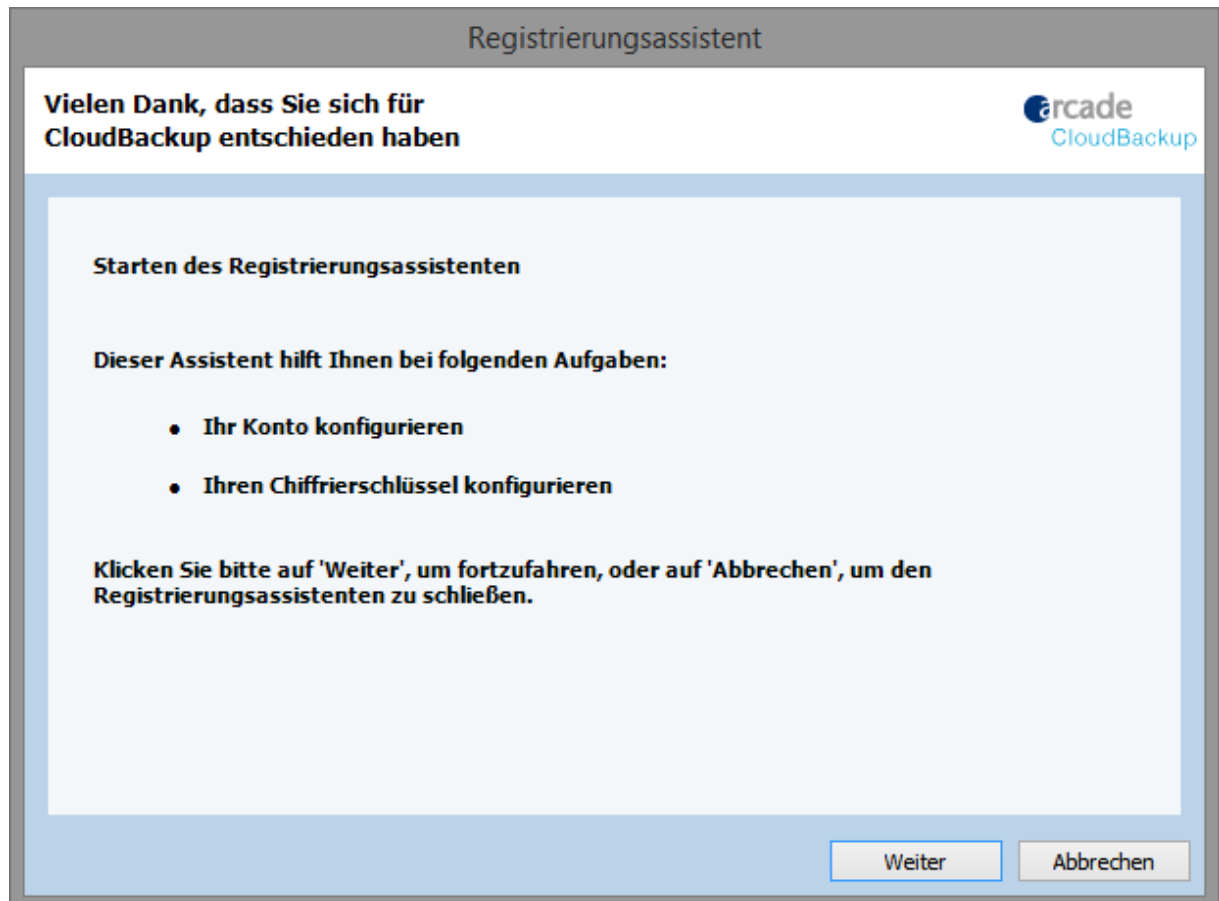 Registrierungsassistent
Vielen Dank, dass Sie sich für
CloudBackup entschieden haben
arcade
CloudBackup
Starten des Registrierungsassistenten
Dieser Assistent hilft Ihnen bei folgenden Aufgaben:
• Ihr Konto konfigurieren
• Ihren Chiffrierschlüssel konfigurieren
Klicken Sie bitte auf 'Weiter', um fortzufahren, oder auf 'Abbrechen', um den
Registrierungsassistenten zu schließen.
Weiter
Abbrechen